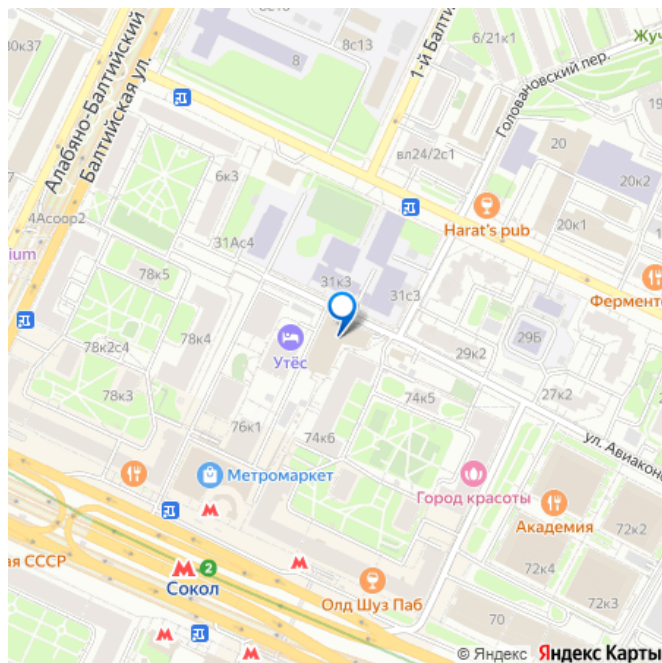 30к37
8с13
8
6/21к1
Жуч
1-й Балти
Головановский пер.
Алабяно-Балтийский
Балтийская ул.
вл24/2с1
20
20к2
6к3
4Асоор2
Harat's pub
20к1
31Ас4
ium
78к5
31к3
31с3
Ферменто
78к4
Утёс
29Б
78к2с4
29к2
78к3
74к5
27к2
76к1
74к6
ул. Авиаконс
Метромаркет
Город красоты
Академия
72к2
ая СССР
2
Сокол
72к4
Олд Шуз Паб
72к3
70
© Яндекс Яндекс Карты